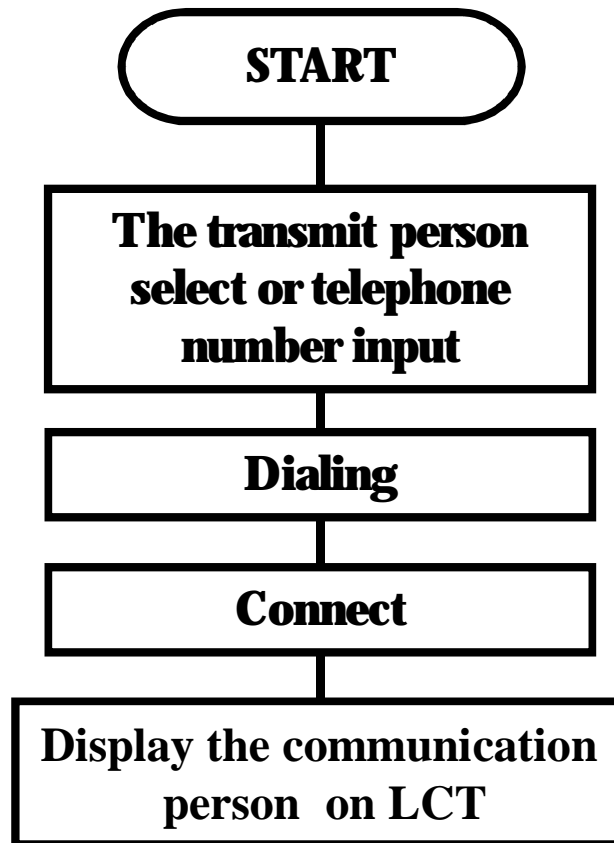 START
The transmit person
select or telephone
number input
Dialing
Connect
Display the communication
person on LCT